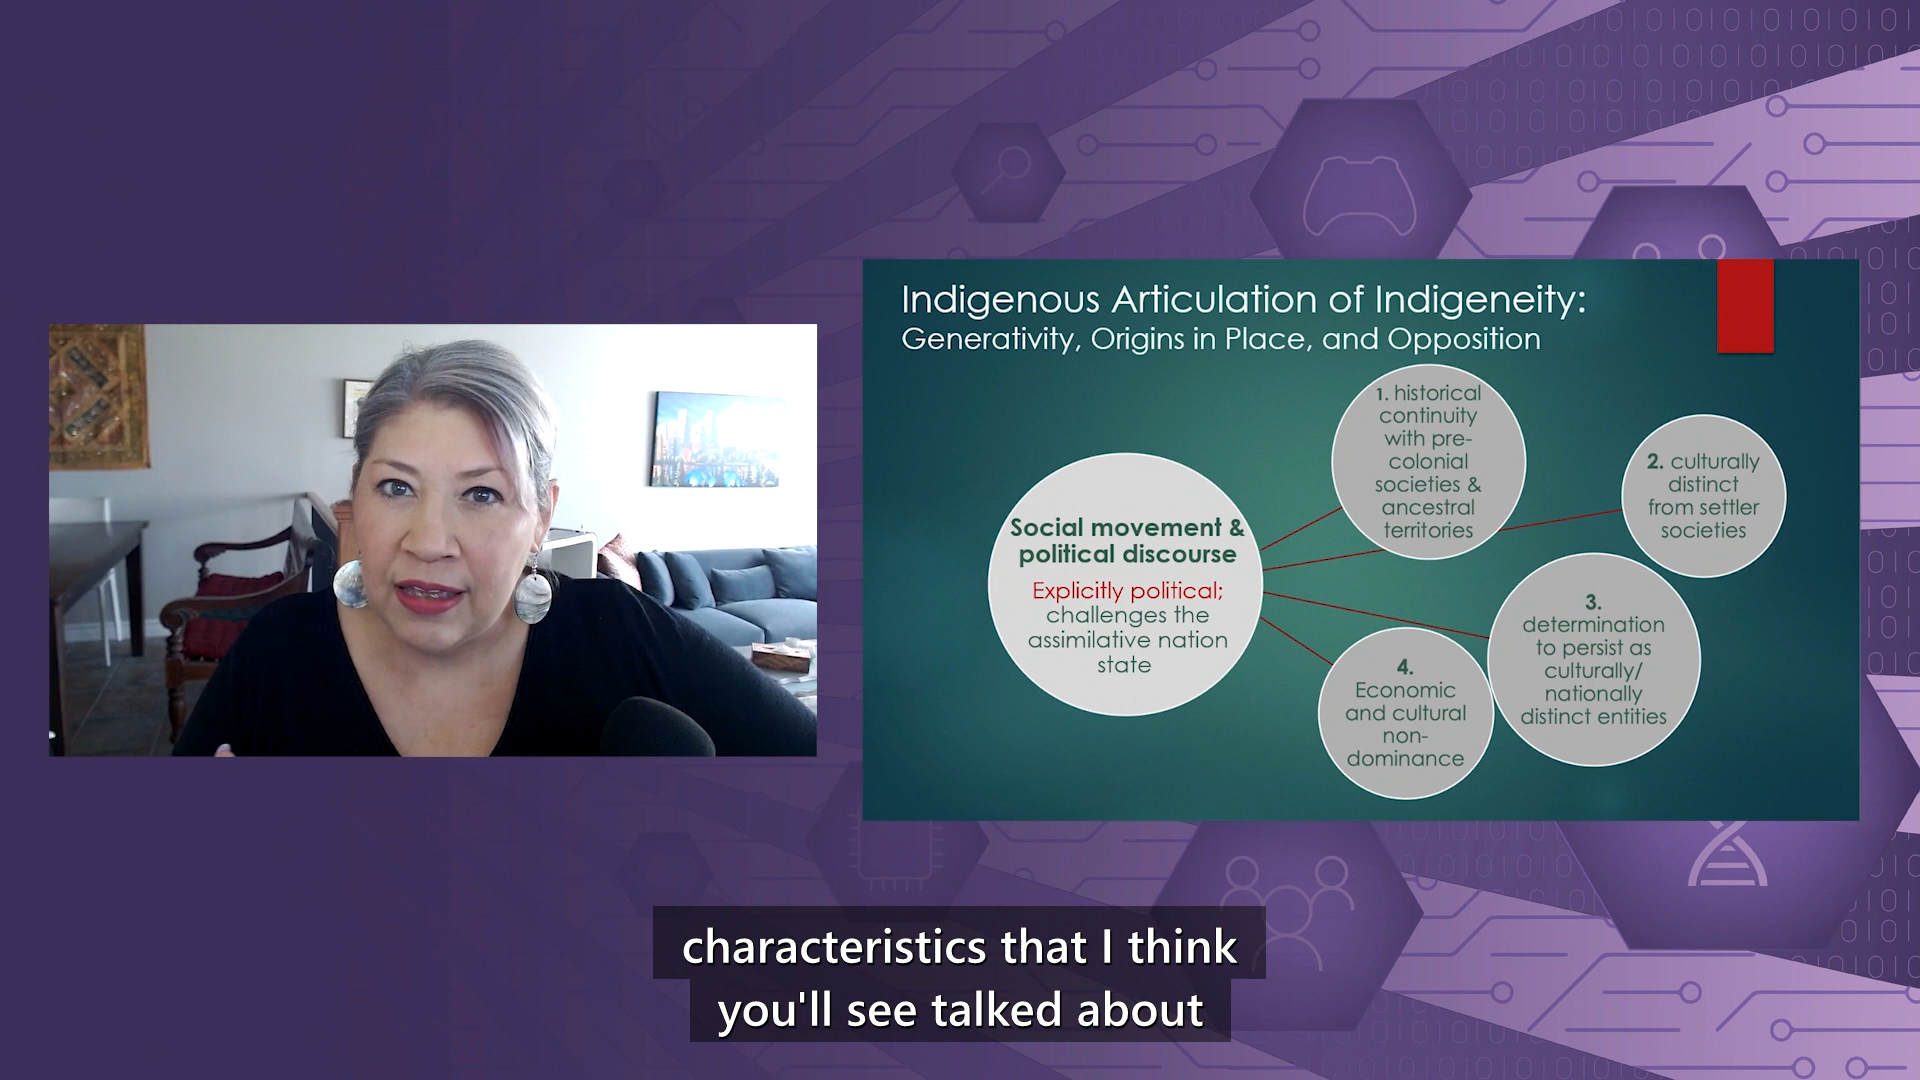 Indigenous Articulation of Indigeneity:
Generativity, Origins in Place, and Opposition
Social movement &
political discourse
Explicitly political;
challenges the
assimilative nation
state
1. historical
continuity
with pre-
colonial
societies &
ancestral
territories
2. culturally
distinct
from settler
societies
3.
determination
to persist as
culturally/
nationally
distinct entities
4.
Economic
and cultural
non-
dominance
characteristics that I think
you'll see talked about